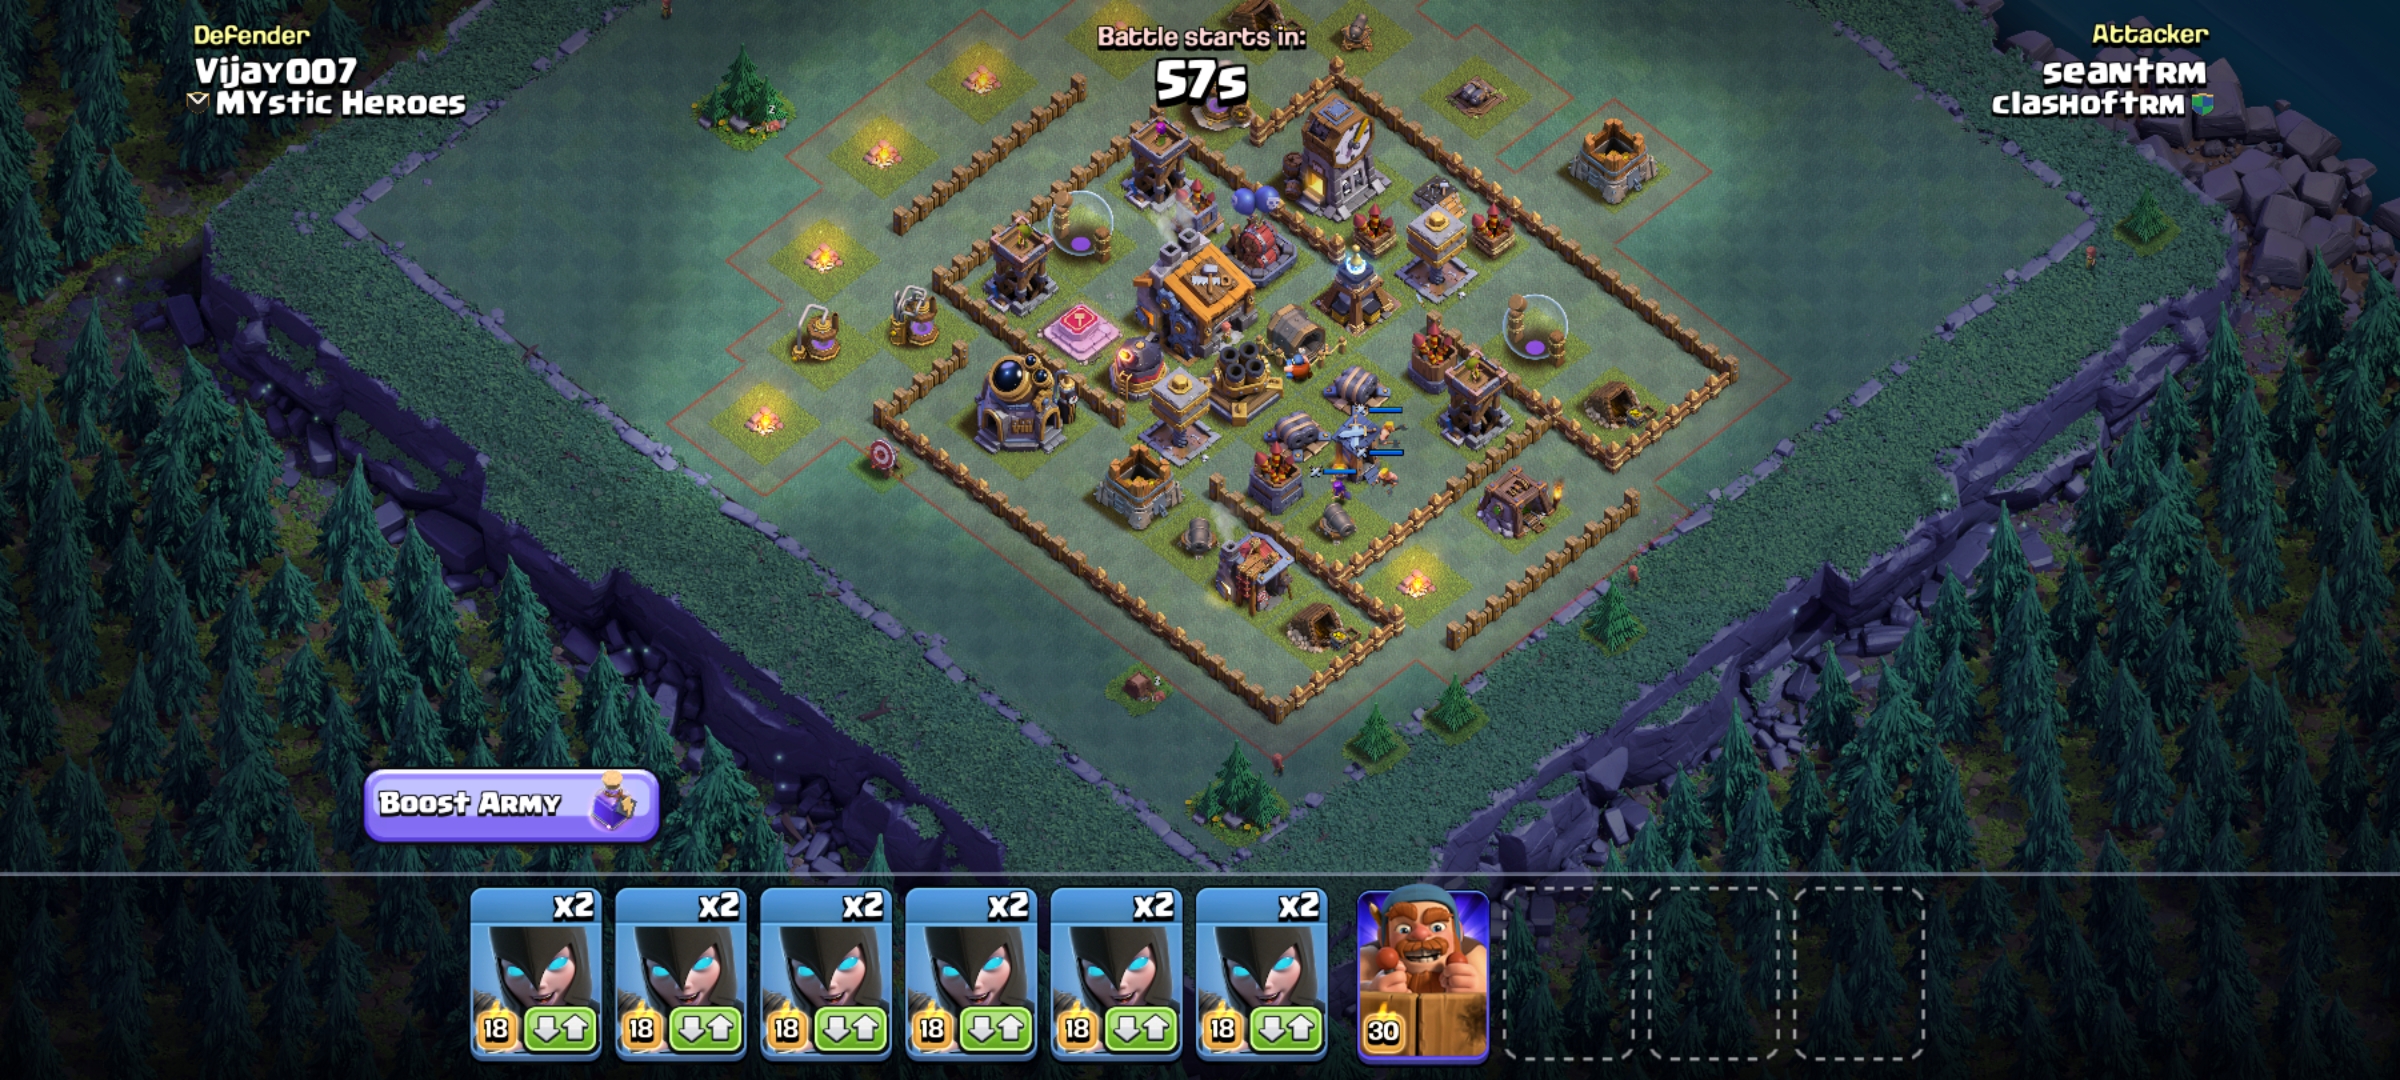 Defender
Vijay007
MYstic Heroes
Battle starts in:
57s
Attacker
seantRM
clashoftRM
Boost Army
x2
x2
x2
x2
x2
x2
18
18
18
18
18
18
30